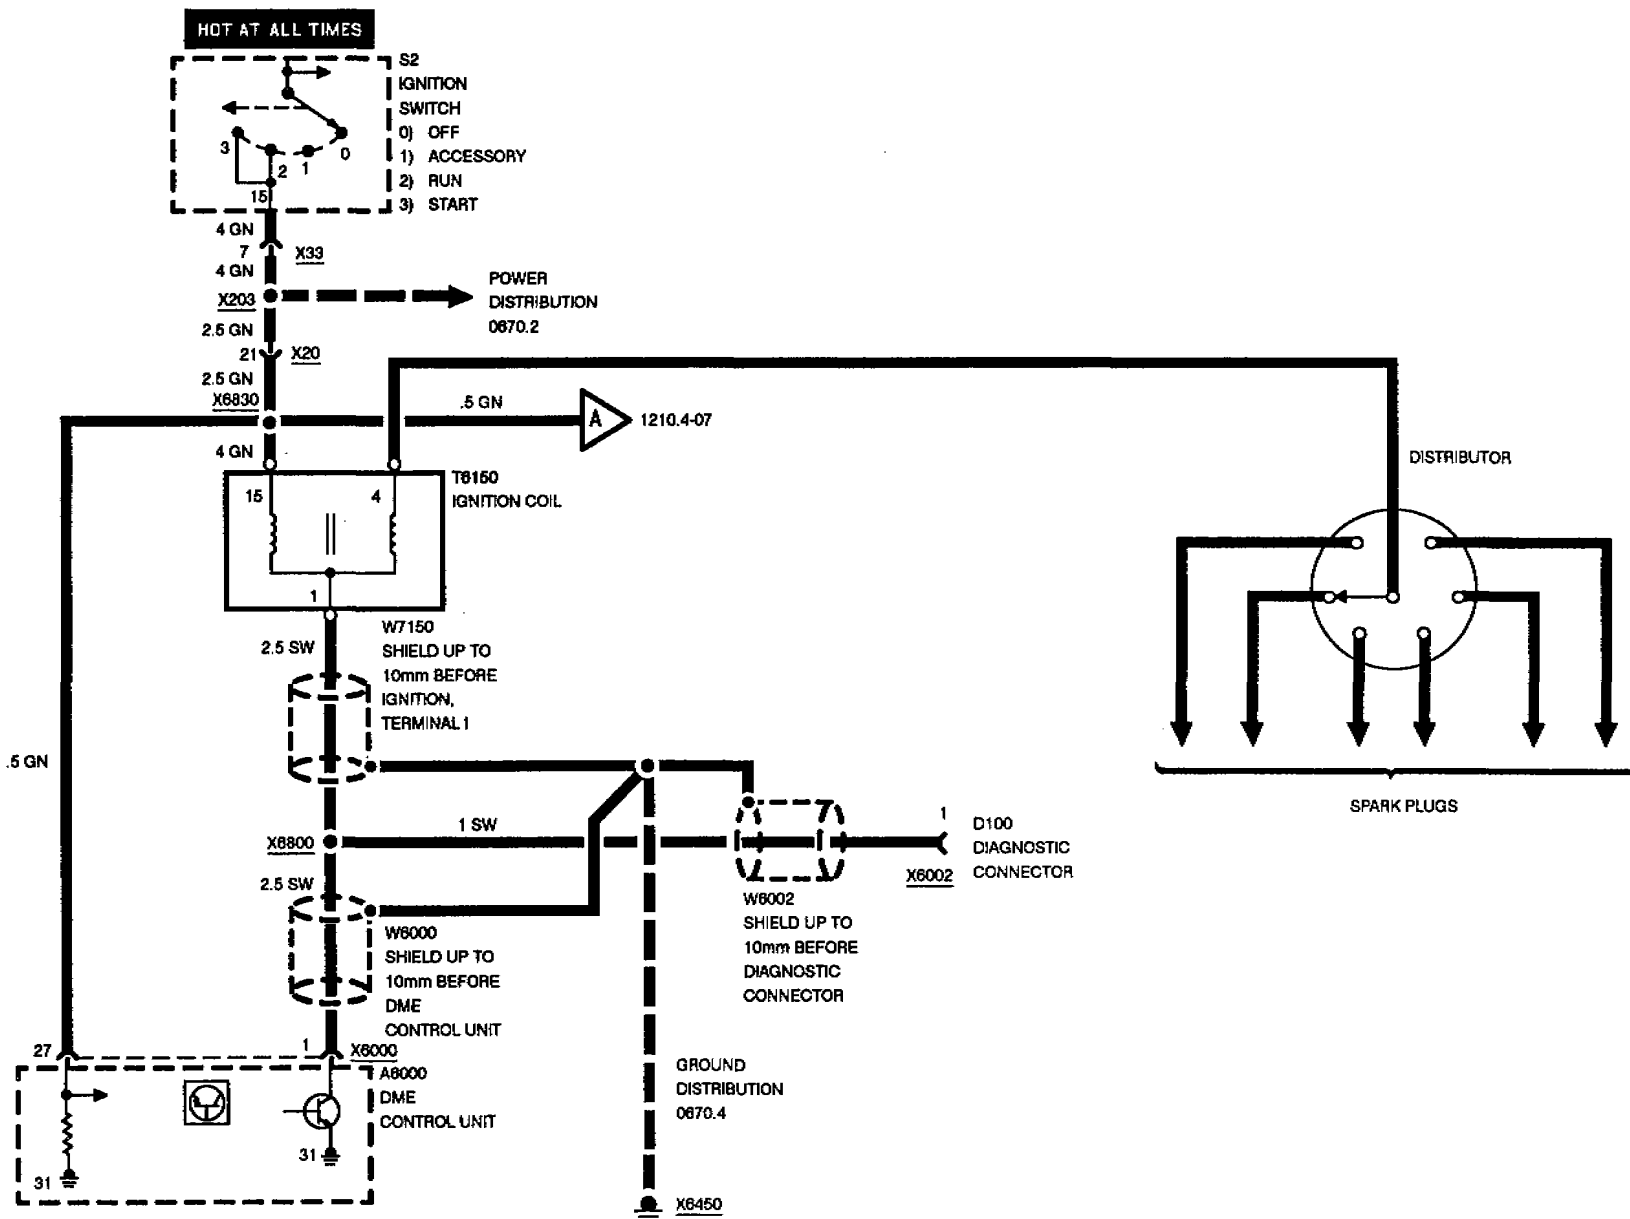 HOT AT ALL TIMES
S2
IGNITION
SWITCH
0) OFF
1) ACCESSORY
2) RUN
3) START
3
2
1
0
15
4 GN
7
X33
4 GN
X203
POWER
DISTRIBUTION
0670.2
2.5 GN
21
X20
2.5 GN
X6830
.5 GN
A
1210.4-07
4 GN
T6150
IGNITION COIL
15
4
1
DISTRIBUTOR
SPARK PLUGS
2.5 SW
W7150
SHIELD UP TO
10mm BEFORE
IGNITION,
TERMINAL 1
.5 GN
X6800
1 SW
1
D100
DIAGNOSTIC
CONNECTOR
X6002
2.5 SW
W6002
SHIELD UP TO
10mm BEFORE
DIAGNOSTIC
CONNECTOR
W6000
SHIELD UP TO
10mm BEFORE
DME
CONTROL UNIT
27
1
X6000
A6000
DME
CONTROL UNIT
31
31
GROUND
DISTRIBUTION
0670.4
X6450